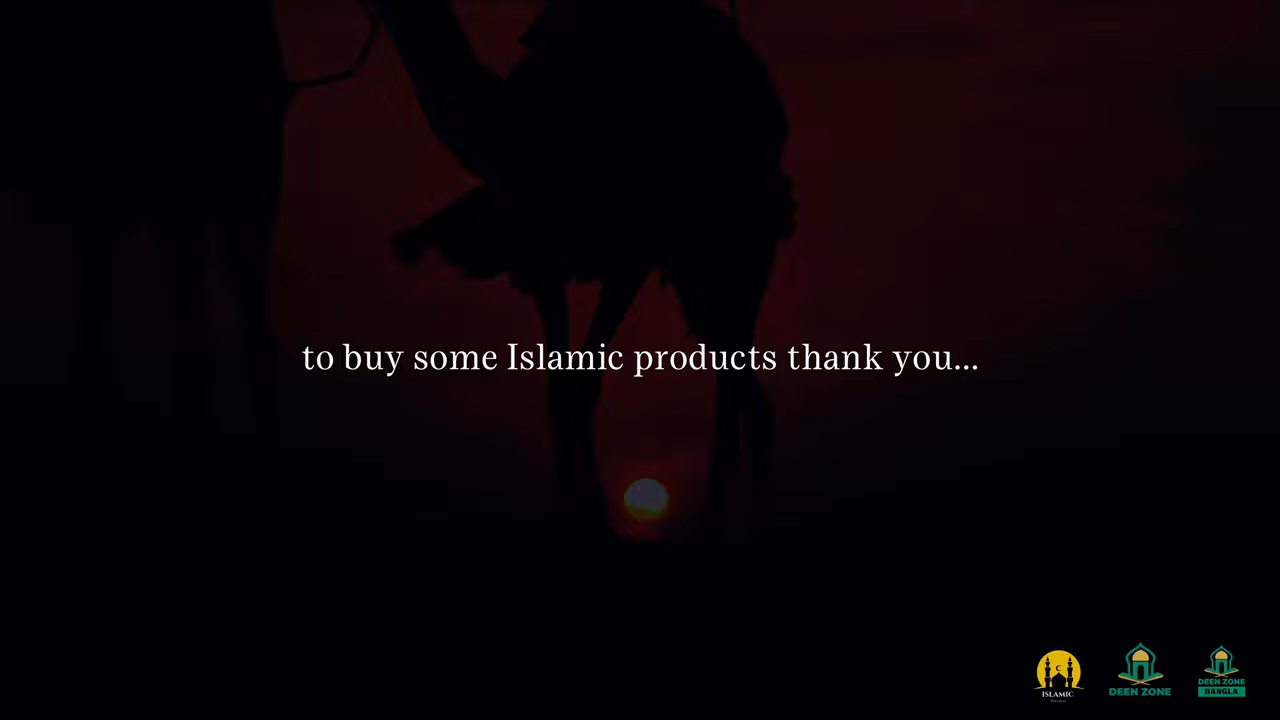 to buy some Islamic products thank you...
ISLAMIC
DEEN ZONE
DEEN ZONE
BANGLA